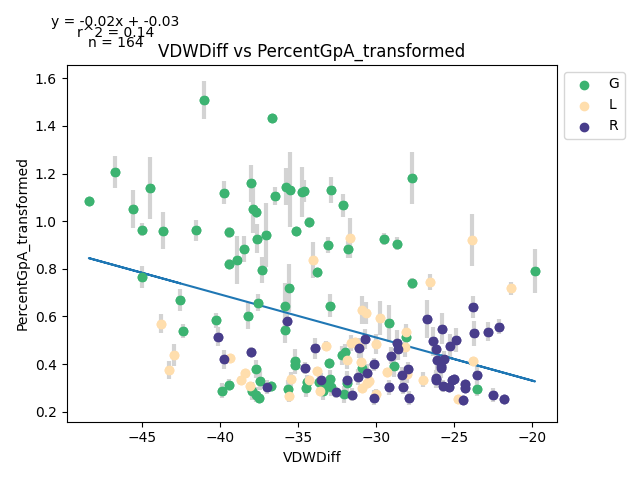 y = -0.02x + -0.03
r^2 = 0.14
n = 164
VDWDiff vs PercentGpA_transformed
G
L
R
PercentGpA_transformed
1.6
1.4
1.2
1.0
0.8
0.6
0.4
0.2
−45 −40 −35 −30 −25 −20
VDWDiff